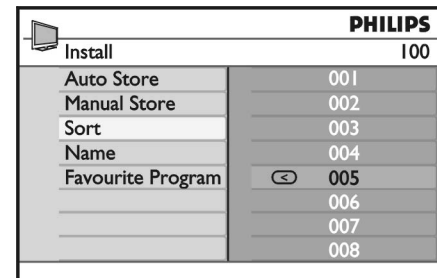 PHILIPS
Install 100
Auto Store 001
Manual Store 002
Sort 003
Name 004
Favourite Program < 005
006
007
008